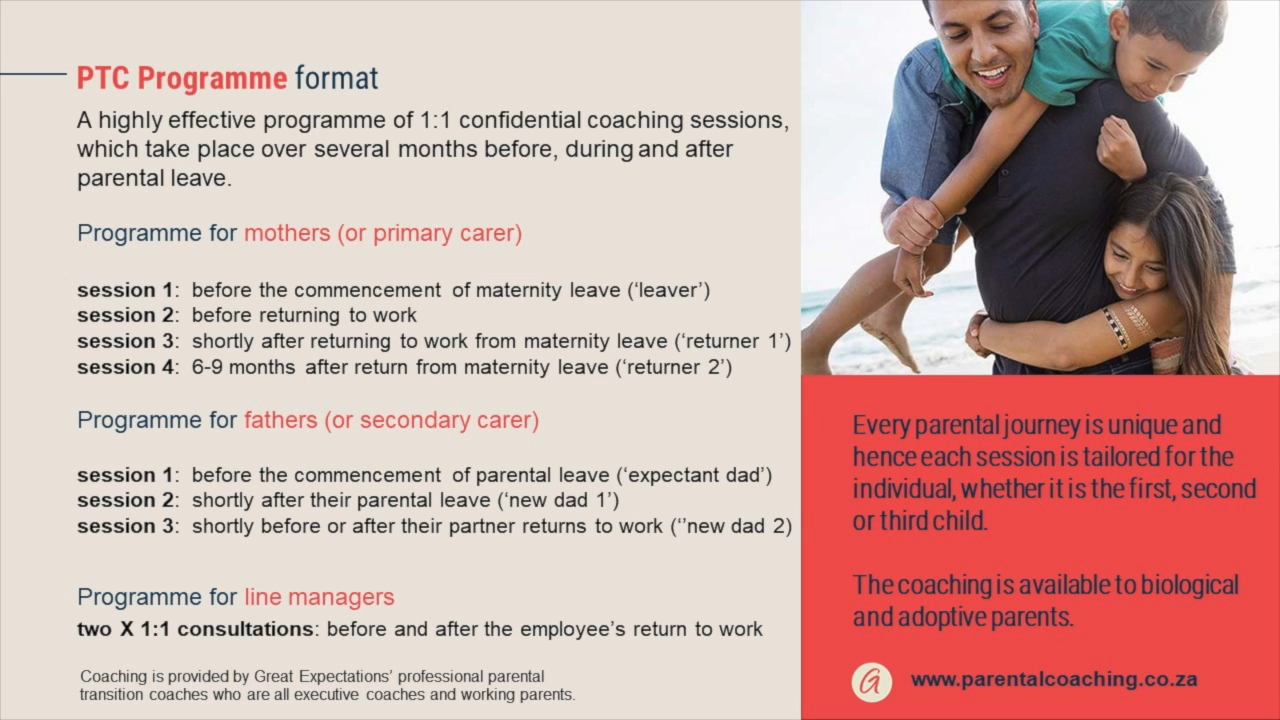 PTC Programme format
A highly effective programme of 1:1 confidential coaching sessions,
which take place over several months before, during and after
parental leave.
Programme for mothers (or primary carer)
session 1: before the commencement of maternity leave (‘leaver’)
session 2: before returning to work
session 3: shortly after returning to work from maternity leave (‘returner 1’)
session 4: 6-9 months after return from maternity leave (‘returner 2’)
Programme for fathers (or secondary carer)
session 1: before the commencement of parental leave (‘expectant dad’)
session 2: shortly after their parental leave (‘new dad 1’)
session 3: shortly before or after their partner returns to work (‘’new dad 2)
Programme for line managers
two X 1:1 consultations: before and after the employee’s return to work
Coaching is provided by Great Expectations’ professional parental
transition coaches who are all executive coaches and working parents.
Every parental journey is unique and
hence each session is tailored for the
individual, whether it is the first, second
or third child.
The coaching is available to biological
and adoptive parents.
www.parentalcoaching.co.za